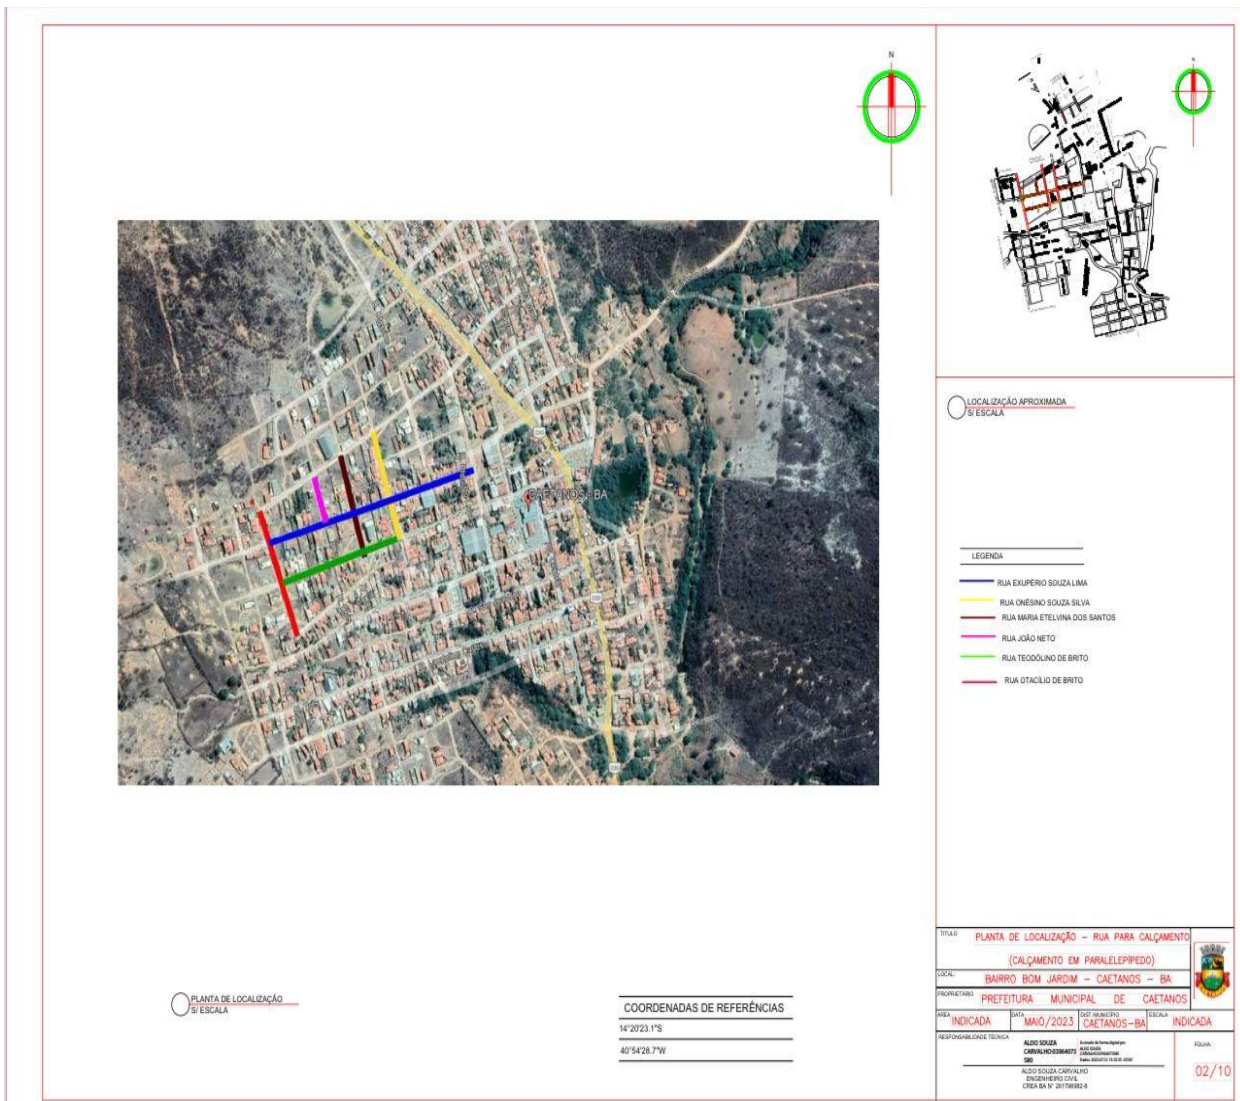 N
N
CAETANOS - BA
LOCALIZAÇÃO APROXIMADA
S/ ESCALA
LEGENDA
RUA EXUPÉRIO SOUZA LIMA
RUA ONÉSINO SOUZA SILVA
RUA MARIA ETELVINA DOS SANTOS
RUA JOÃO NETO
RUA TEODÓLINO DE BRITO
RUA OTACÍLIO DE BRITO
PLANTA DE LOCALIZAÇÃO
S/ ESCALA
COORDENADAS DE REFERÊNCIAS
14°20'23.1"S
40°54'28.7"W
TITULO
PLANTA DE LOCALIZAÇÃO - RUA PARA CALÇAMENTO
(CALÇAMENTO EM PARALELEPÍPEDO)
LOCAL:
BAIRRO BOM JARDIM - CAETANOS - BA
PROPRIETARIO
PREFEITURA MUNICIPAL DE CAETANOS
AREA
INDICADA
DATA
MAIO/2023
DIST./MUNICÍPIO
CAETANOS-BA
ESCALA
INDICADA
RESPONSABILIDADE TÉCNICA
ALDO SOUZA
ALDO SOUZA CARVALHO
ENGENHEIRO CIVIL
FOLHA:
02/10